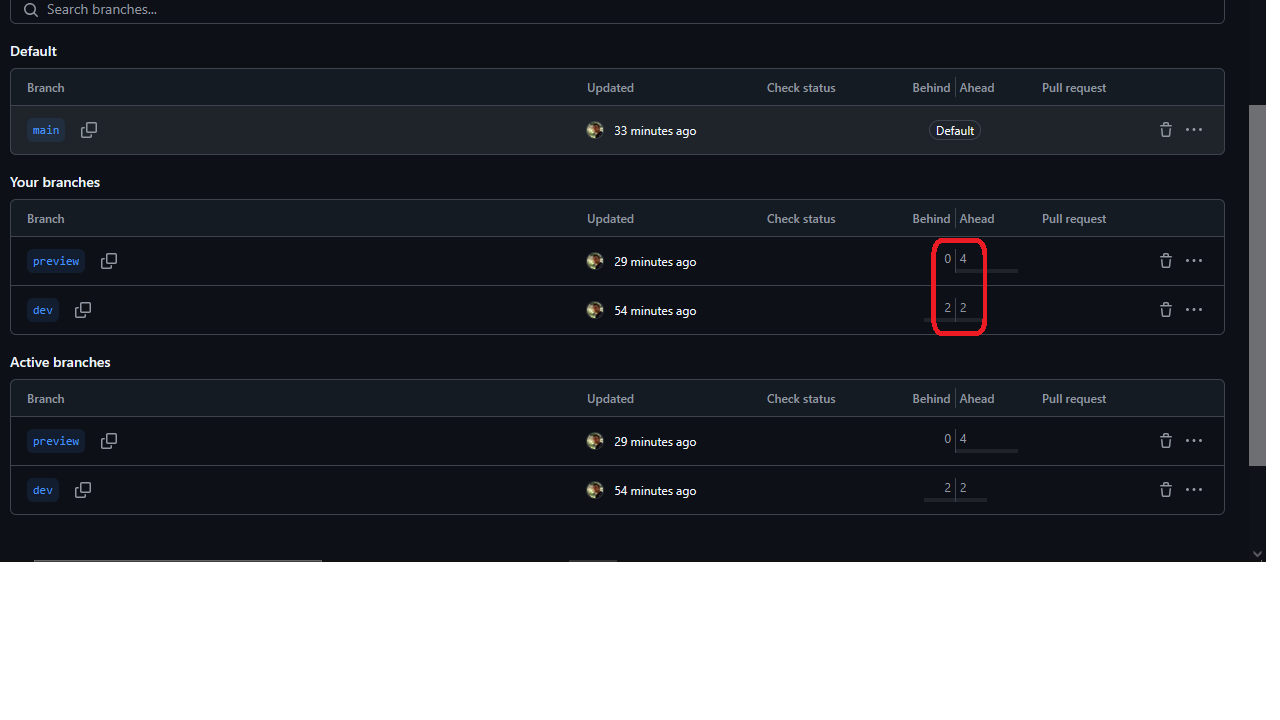 Search branches...
Default
Branch Updated Check status Behind Ahead Pull request
main 33 minutes ago Default
Your branches
Branch Updated Check status Behind Ahead Pull request
preview 29 minutes ago 0 4
dev 54 minutes ago 2 2
Active branches
Branch Updated Check status Behind Ahead Pull request
preview 29 minutes ago 0 4
dev 54 minutes ago 2 2